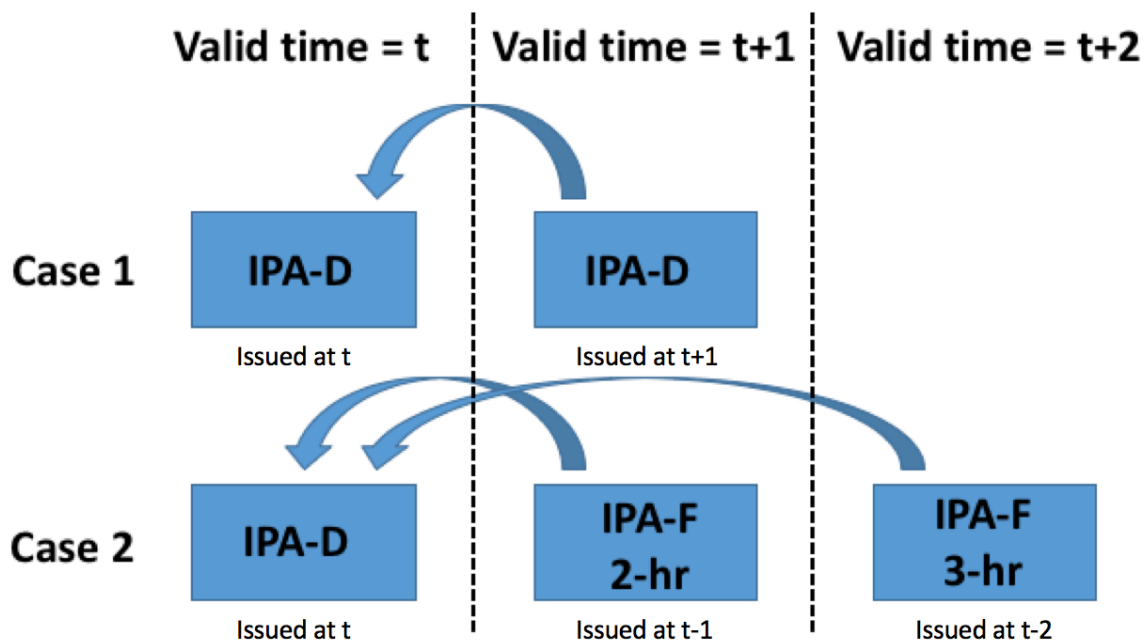 Valid time = t
Valid time = t+1
Valid time = t+2
Case 1
IPA-D
IPA-D
Issued at t
Issued at t+1
Case 2
IPA-D
IPA-F
2-hr
IPA-F
3-hr
Issued at t
Issued at t-1
Issued at t-2